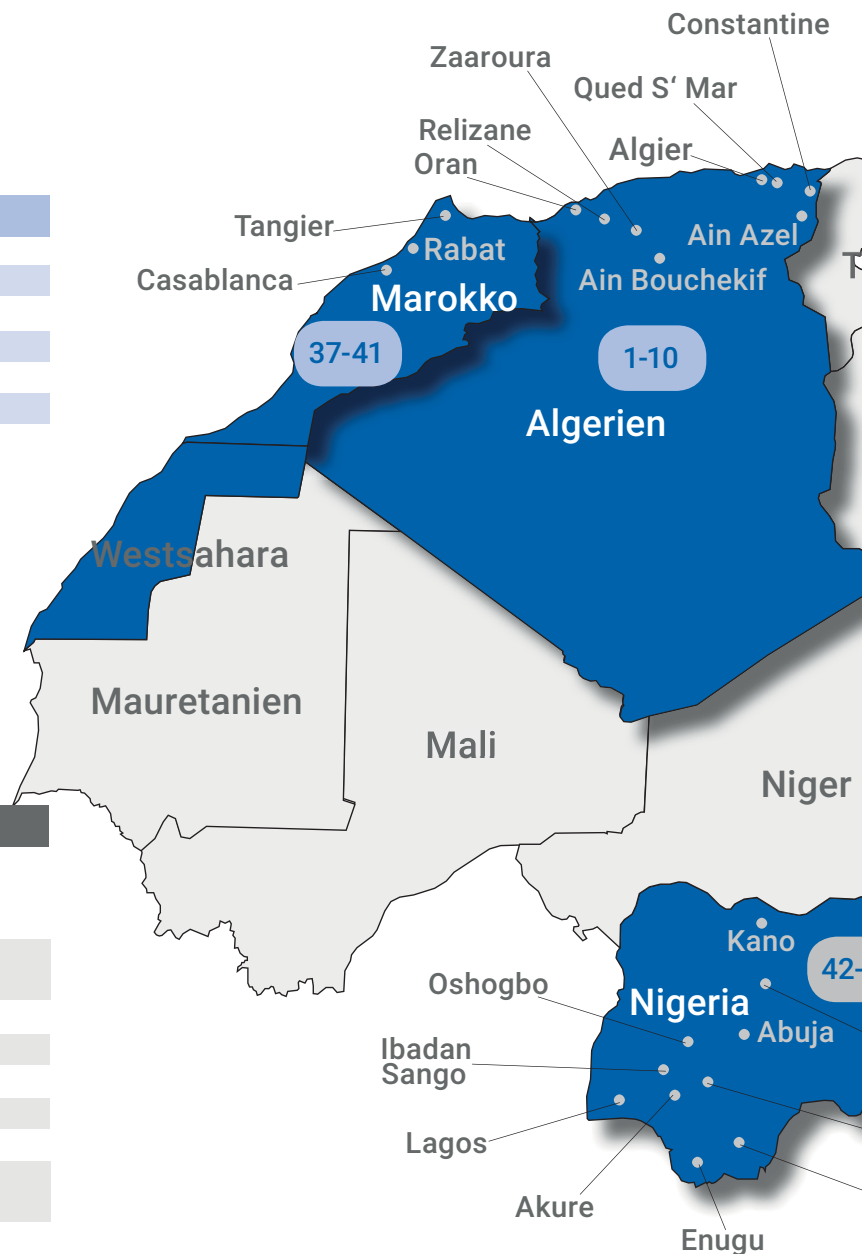 Constantine
Zaaroura
Qued S‘ Mar
Relizane
Algier
Oran
Tangier
Rabat
Ain Azel
Casablanca
Ain Bouchekif
Marokko
37-41
1-10
Algerien
Westsahara
Mauretanien
Mali
Niger
Kano
42-
Oshogbo
Nigeria
Abuja
Ibadan
Sango
Lagos
Akure
Enugu